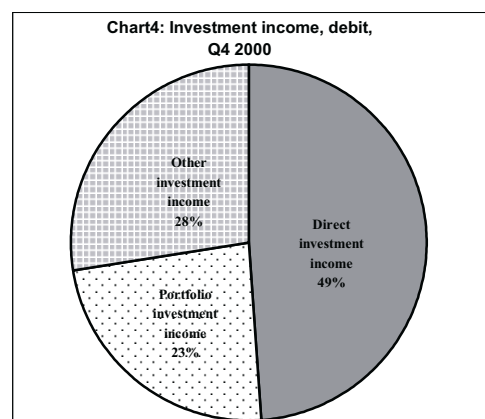 Chart4: Investment income, debit,
Q4 2000
Other
investment
income
28%
Direct
investment
income
49%
Portfolio
investment
income
23%